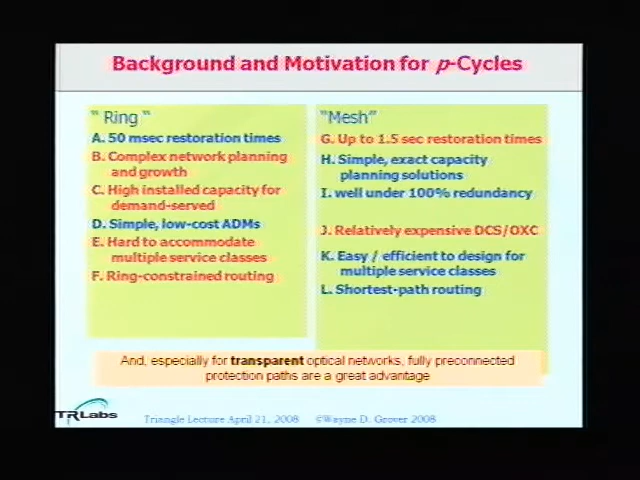 Background and Motivation for p-Cycles
“ Ring “
A. 50 msec restoration times
B. Complex network planning
and growth
C. High installed capacity for
demand-served
D. Simple, low-cost ADMs
E. Hard to accommodate
multiple service classes
F. Ring-constrained routing
“Mesh”
G. Up to 1.5 sec restoration times
H. Simple, exact capacity
planning solutions
I. well under 100% redundancy
J. Relatively expensive DCS/OXC
K. Easy / efficient to design for
multiple service classes
L. Shortest-path routing
And, especially for transparent optical networks, fully preconnected
protection paths are a great advantage
TRLabs
Triangle Lecture April 21, 2008 ©Wayne D. Grover 2008